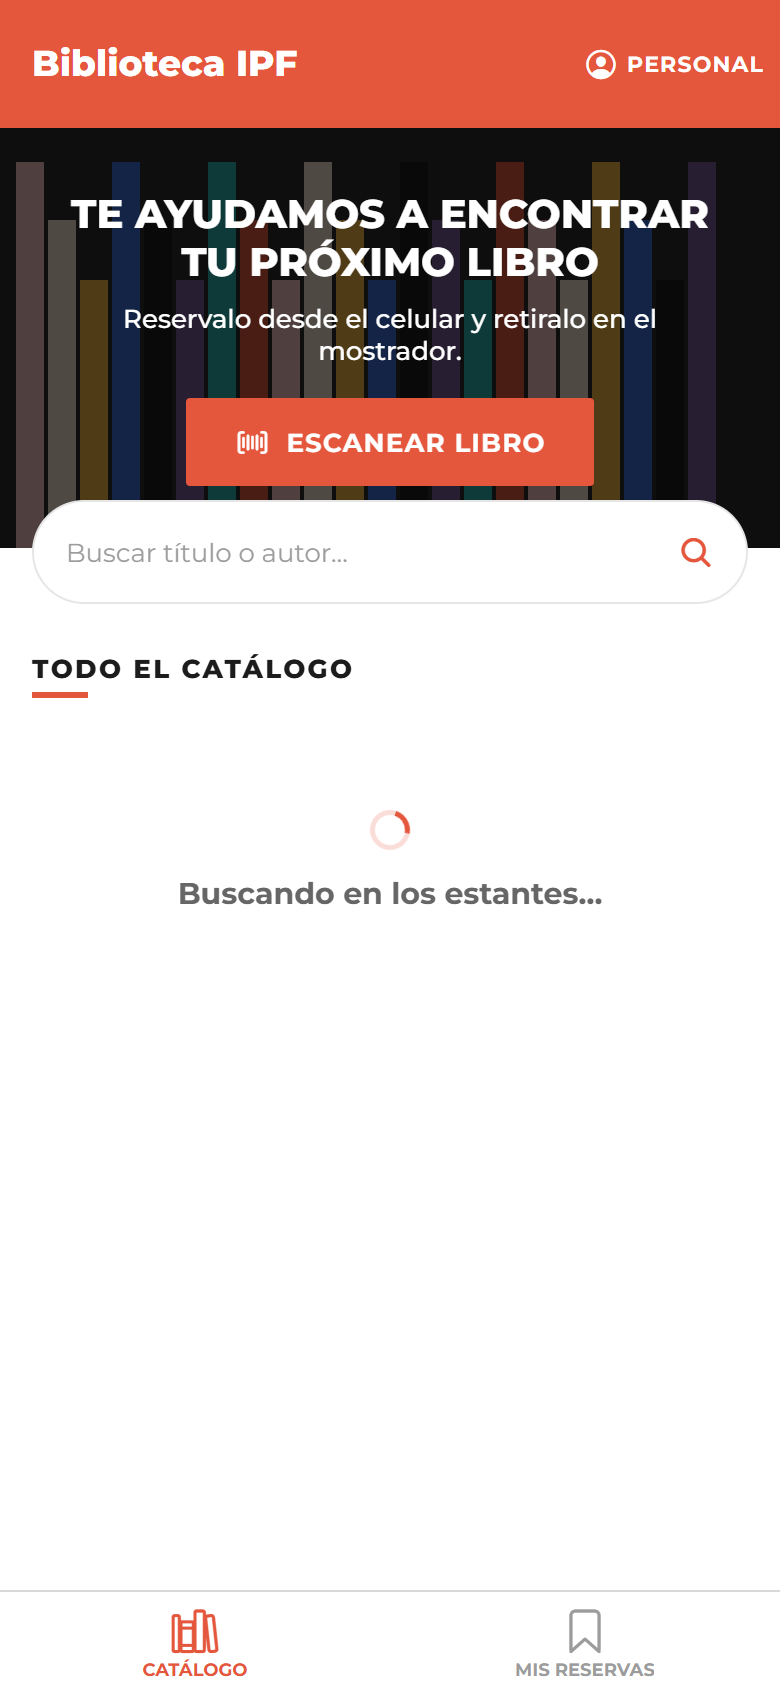 Biblioteca IPF
PERSONAL
TE AYUDAMOS A ENCONTRAR
TU PRÓXIMO LIBRO
Reservalo desde el celular y retiralo en el
mostrador.
ESCANEAR LIBRO
Buscar título o autor...
TODO EL CATÁLOGO
Buscando en los estantes...
CATÁLOGO
MIS RESERVAS